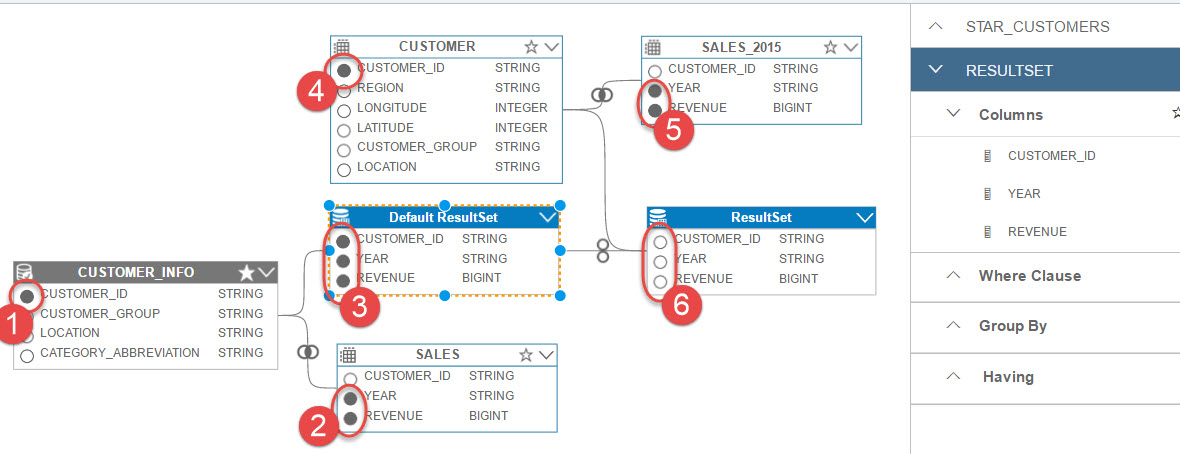 CUSTOMER
CUSTOMER_ID STRING
REGION STRING
LONGITUDE INTEGER
LATITUDE INTEGER
CUSTOMER_GROUP STRING
LOCATION STRING
4
SALES_2015
CUSTOMER_ID STRING
YEAR STRING
REVENUE BIGINT
5
Default ResultSet
CUSTOMER_ID STRING
YEAR STRING
REVENUE BIGINT
3
ResultSet
CUSTOMER_ID STRING
YEAR STRING
REVENUE BIGINT
6
CUSTOMER_INFO
CUSTOMER_ID STRING
CUSTOMER_GROUP STRING
LOCATION STRING
CATEGORY_ABBREVIATION STRING
1
SALES
CUSTOMER_ID STRING
YEAR STRING
REVENUE BIGINT
2
STAR_CUSTOMERS
RESULTSET
Columns
CUSTOMER_ID
YEAR
REVENUE
Where Clause
Group By
Having